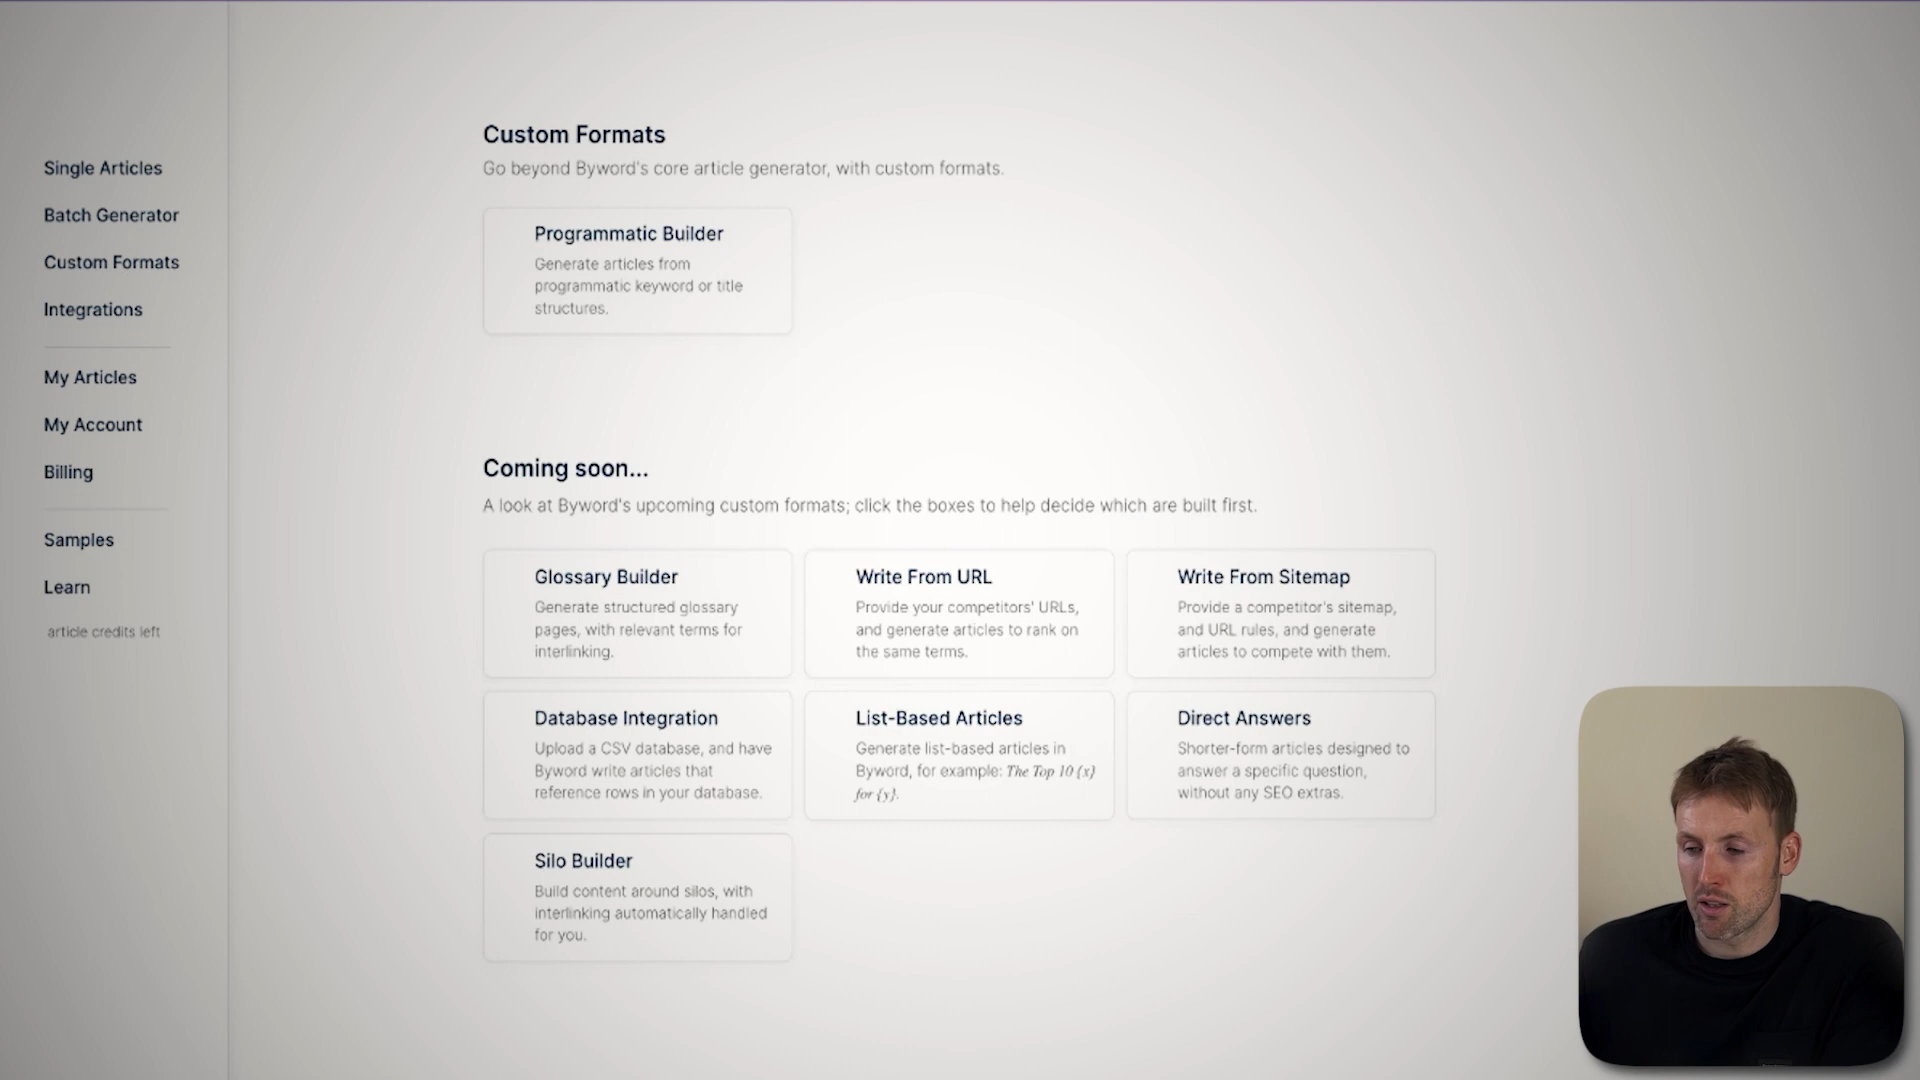 Single Articles
Batch Generator
Custom Formats
Integrations
My Articles
My Account
Billing
Samples
Learn
article credits left
Custom Formats
Go beyond Byword's core article generator, with custom formats.
Programmatic Builder
Generate articles from
programmatic keyword or title
structures.
Coming soon...
A look at Byword's upcoming custom formats; click the boxes to help decide which are built first.
Glossary Builder
Generate structured glossary
pages, with relevant terms for
interlinking.
Write From URL
Provide your competitors' URLs,
and generate articles to rank on
the same terms.
Write From Sitemap
Provide a competitor's sitemap,
and URL rules, and generate
articles to compete with them.
Database Integration
Upload a CSV database, and have
Byword write articles that
reference rows in your database.
List-Based Articles
Generate list-based articles in
Byword, for example: The Top 10 {x}
for {y}.
Direct Answers
Shorter-form articles designed to
answer a specific question,
without any SEO extras.
Silo Builder
Build content around silos, with
interlinking automatically handled
for you.